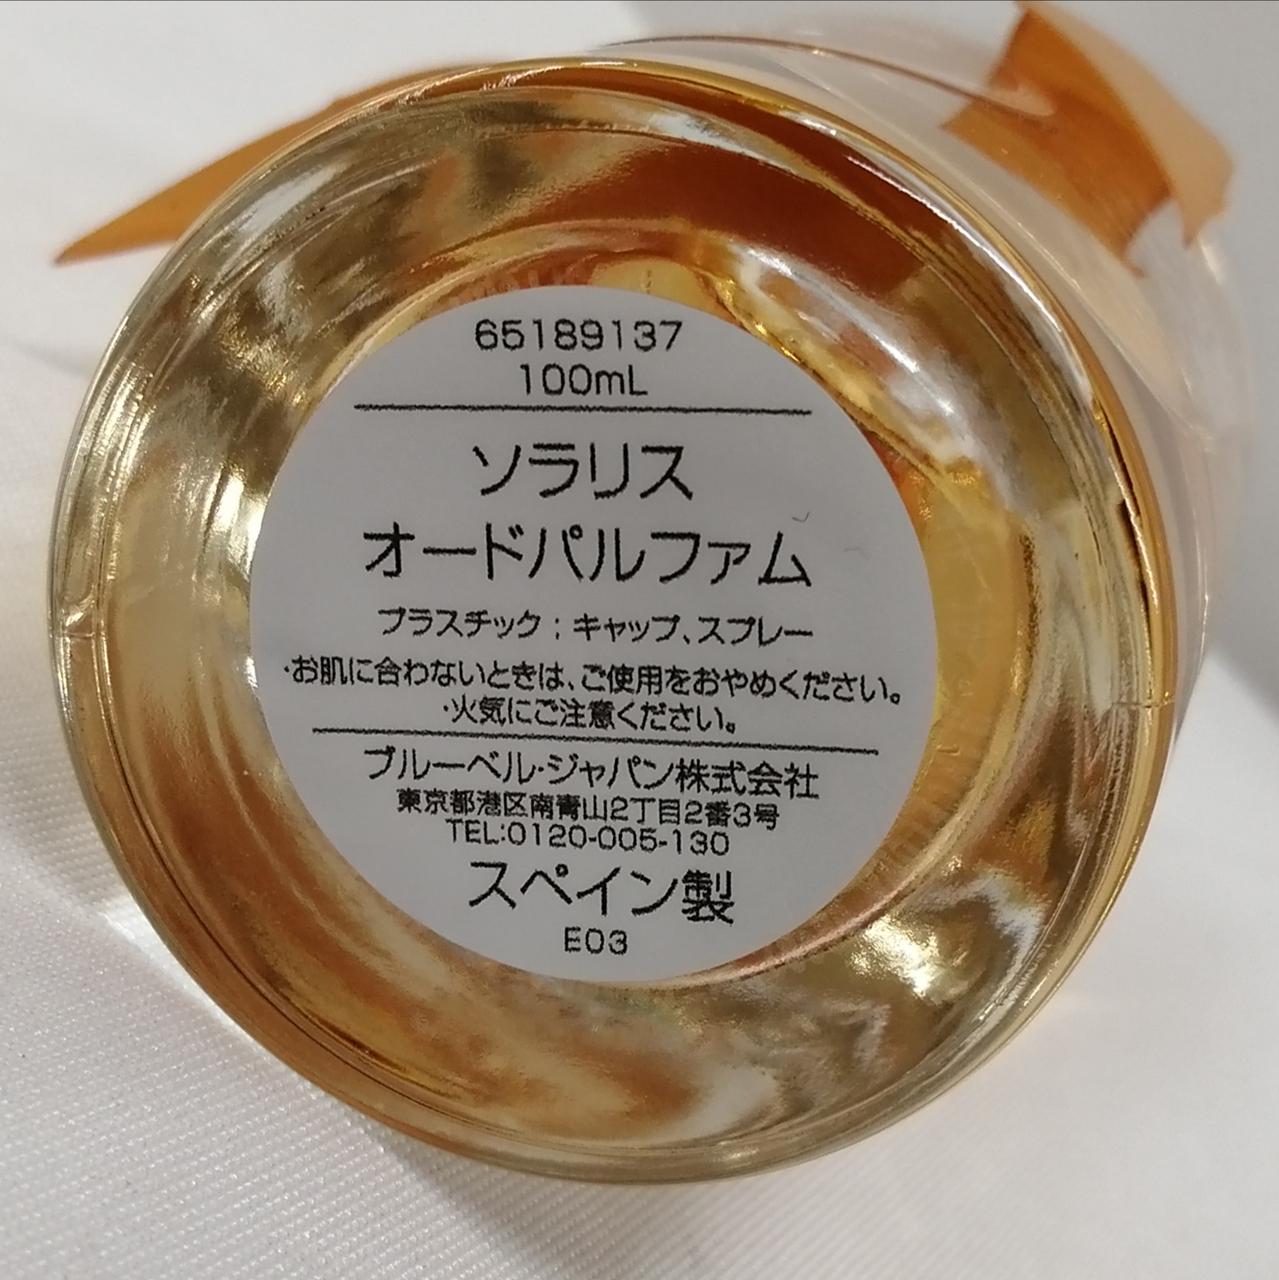 65189137
100mL
ソラリス
オードパルファム
プラスチック；キャップ、スプレー
・お肌に合わないときは、ご使用をおやめください。
・火気にご注意ください。
ブルーベル・ジャパン株式会社
東京都港区南青山2丁目2番3号
TEL:0120-005-130
スペイン製
E03